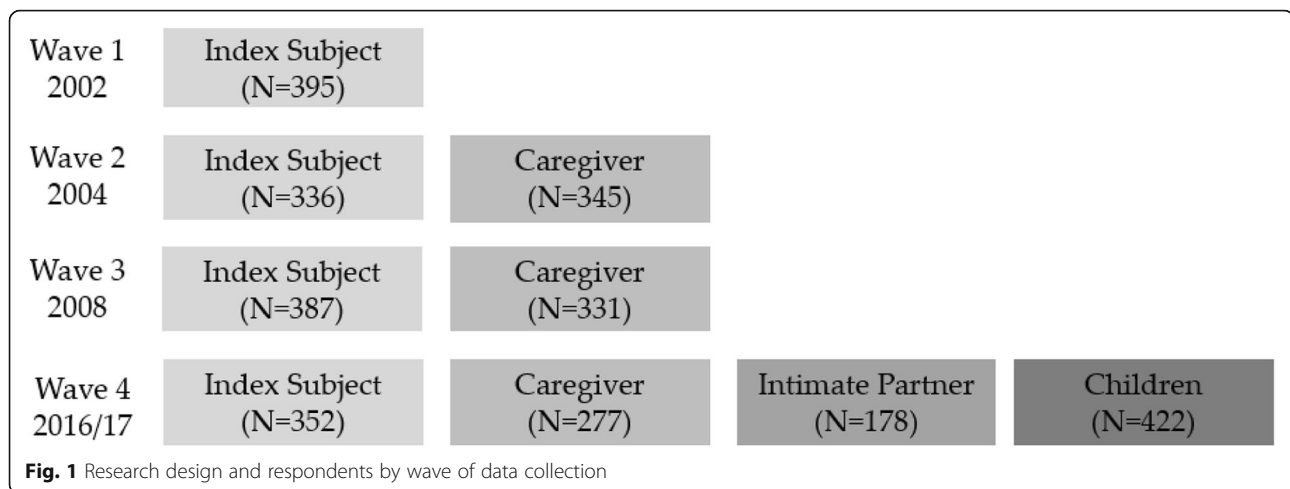 Wave 1
2002
Index Subject
(N=395)
Wave 2
2004
Index Subject
(N=336)
Caregiver
(N=345)
Wave 3
2008
Index Subject
(N=387)
Caregiver
(N=331)
Wave 4
2016/17
Index Subject
(N=352)
Caregiver
(N=277)
Intimate Partner
(N=178)
Children
(N=422)
Fig. 1 Research design and respondents by wave of data collection